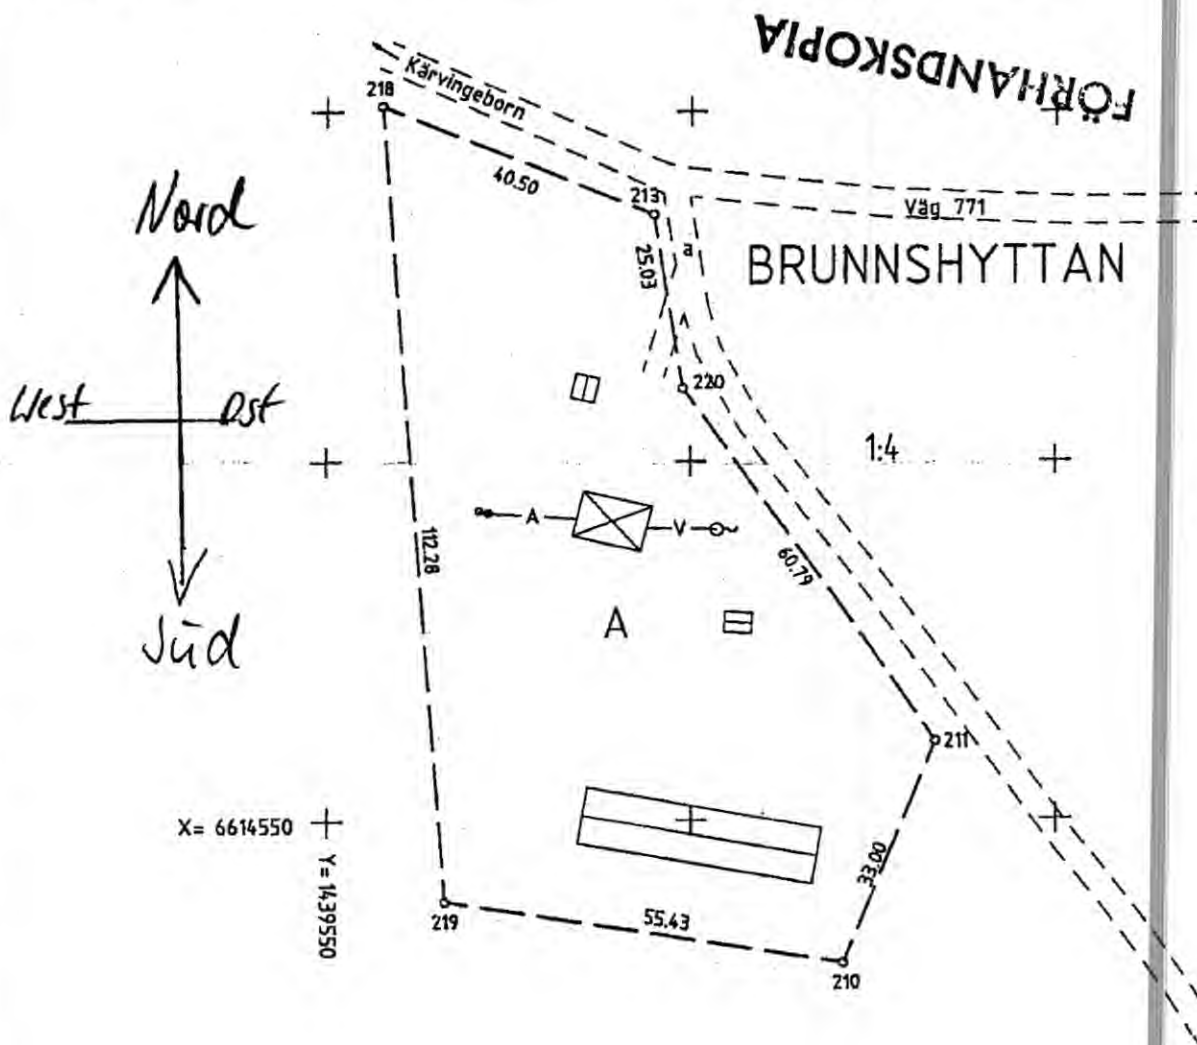 FÖRHANDSKOPIA
Kärvingeborn
218
40.50
213
Väg 771
a
25.03
BRUNNSHYTTAN
Nord
West
Ost
Süd
220
1:4
A
V
112.28
60.79
A
211
X= 6614550
Y= 1439550
33.00
219
55.43
210